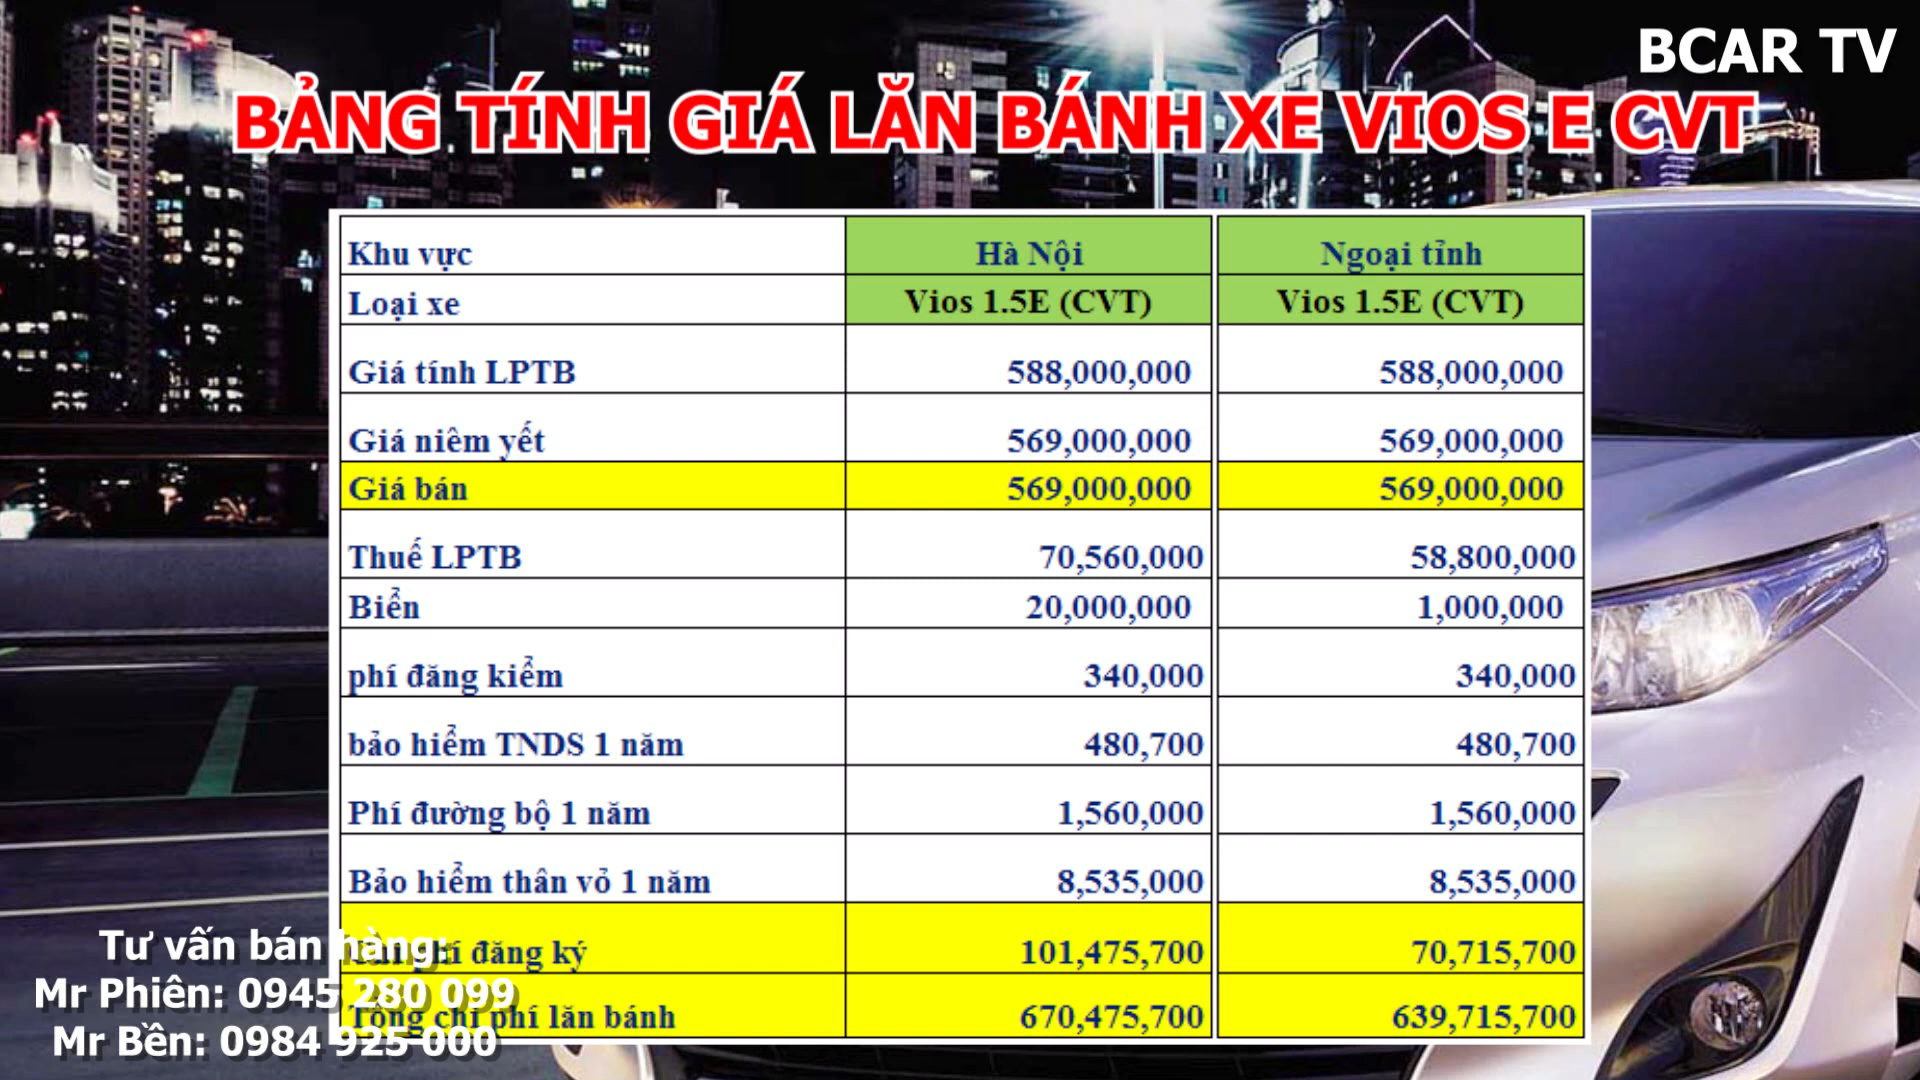 BCAR TV
BẢNG TÍNH GIÁ LĂN BÁNH XE VIOS E CVT
Khu vực Hà Nội Ngoại tỉnh
Loại xe Vios 1.5E (CVT) Vios 1.5E (CVT)
Giá tính LPTB 588,000,000 588,000,000
Giá niêm yết 569,000,000 569,000,000
Giá bán 569,000,000 569,000,000
Thuế LPTB 70,560,000 58,800,000
Biển 20,000,000 1,000,000
phí đăng kiểm 340,000 340,000
bảo hiểm TNDS 1 năm 480,700 480,700
Phí đường bộ 1 năm 1,560,000 1,560,000
Bảo hiểm thân vỏ 1 năm 8,535,000 8,535,000
phí đăng ký 101,475,700 70,715,700
Tổng chi phí lăn bánh 670,475,700 639,715,700
Tư vấn bán hàng:
Mr Phiên: 0945 280 099
Mr Bền: 0984 925 000